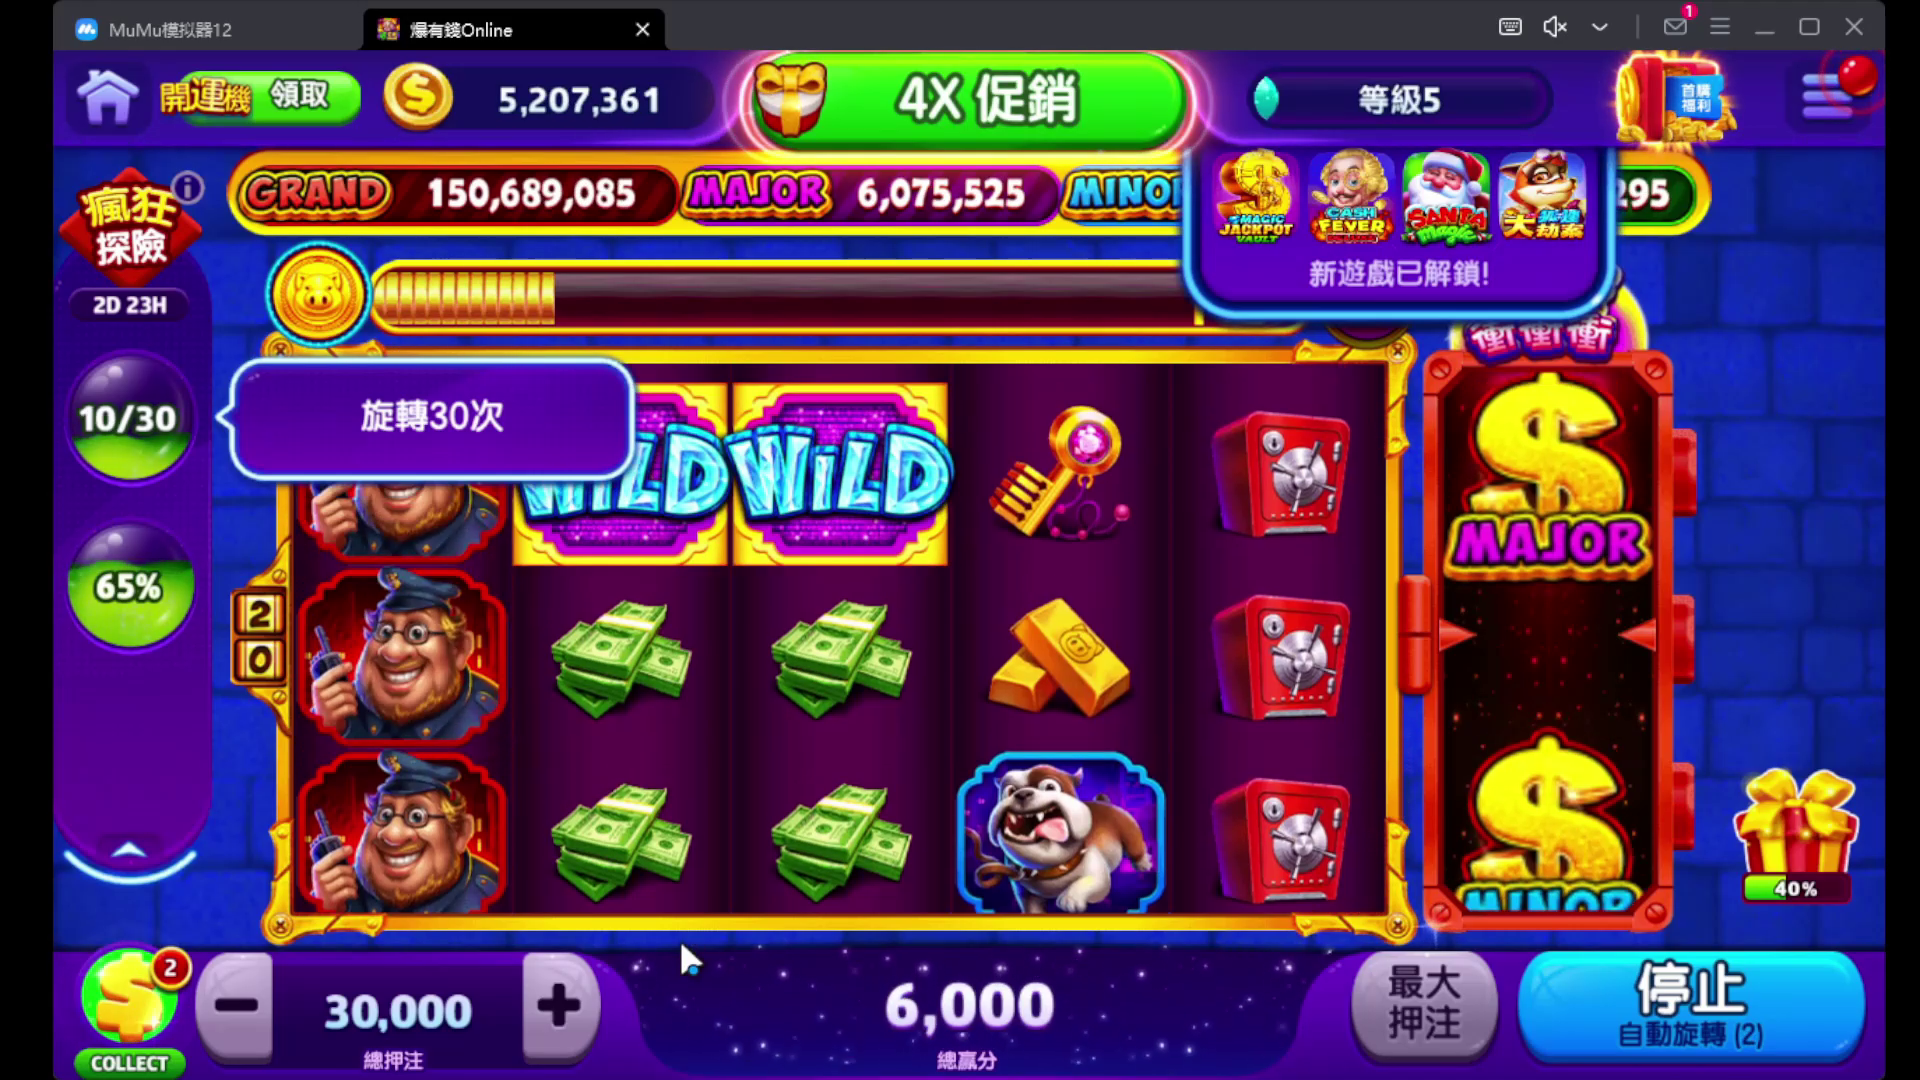 MuMu模拟器12
爆有錢Online
1
開運機 領取
5,207,361
4X 促銷
等級5
首購
福利
瘋狂
探險
2D 23H
GRAND 150,689,085
MAJOR 6,075,525
MINOR
295
MAGIC
JACKPOT
VAULT
CASH
FEVER
SANTA
Magic
大劫案
新遊戲已解鎖!
衝衝衝
10/30
旋轉30次
65%
WILD
WILD
2
0
MAJOR
MINOR
40%
2
COLLECT
30,000
總押注
6,000
總贏分
最大
押注
停止
自動旋轉 (2)